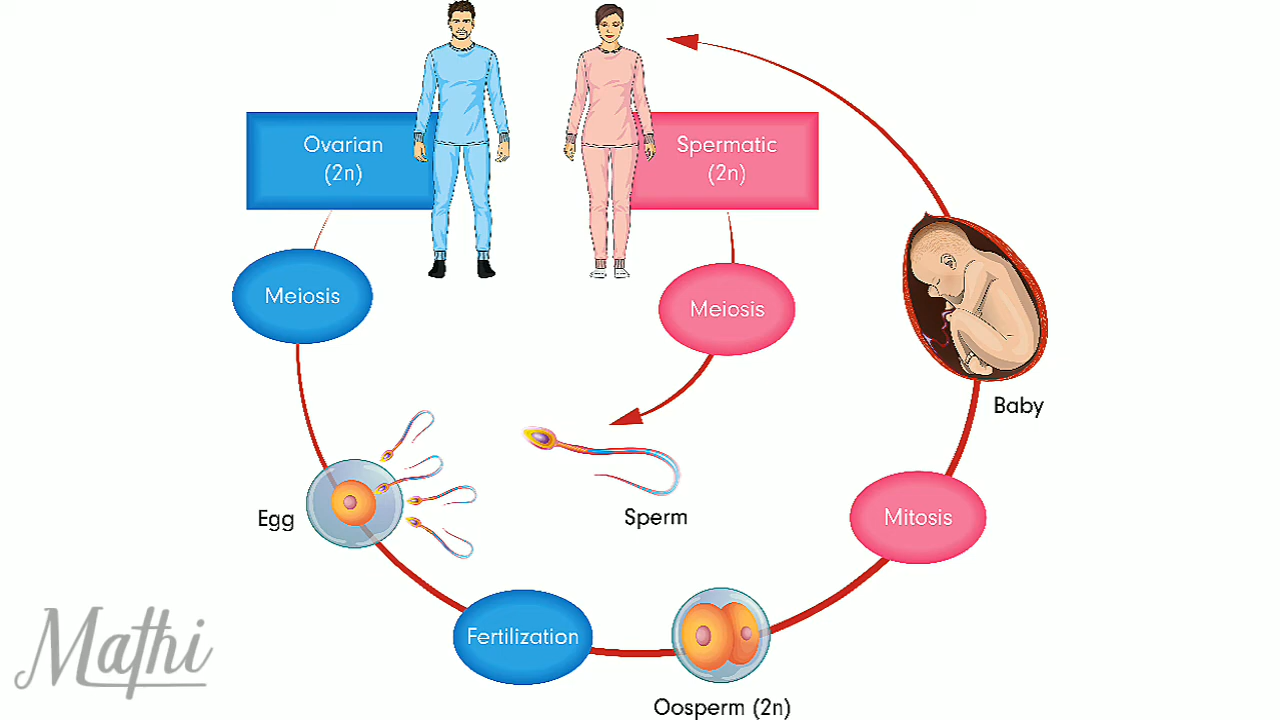 Ovarian
(2n)
Spermatic
(2n)
Meiosis
Meiosis
Baby
Egg
Sperm
Mitosis
Fertilization
Oosperm (2n)
Mathi